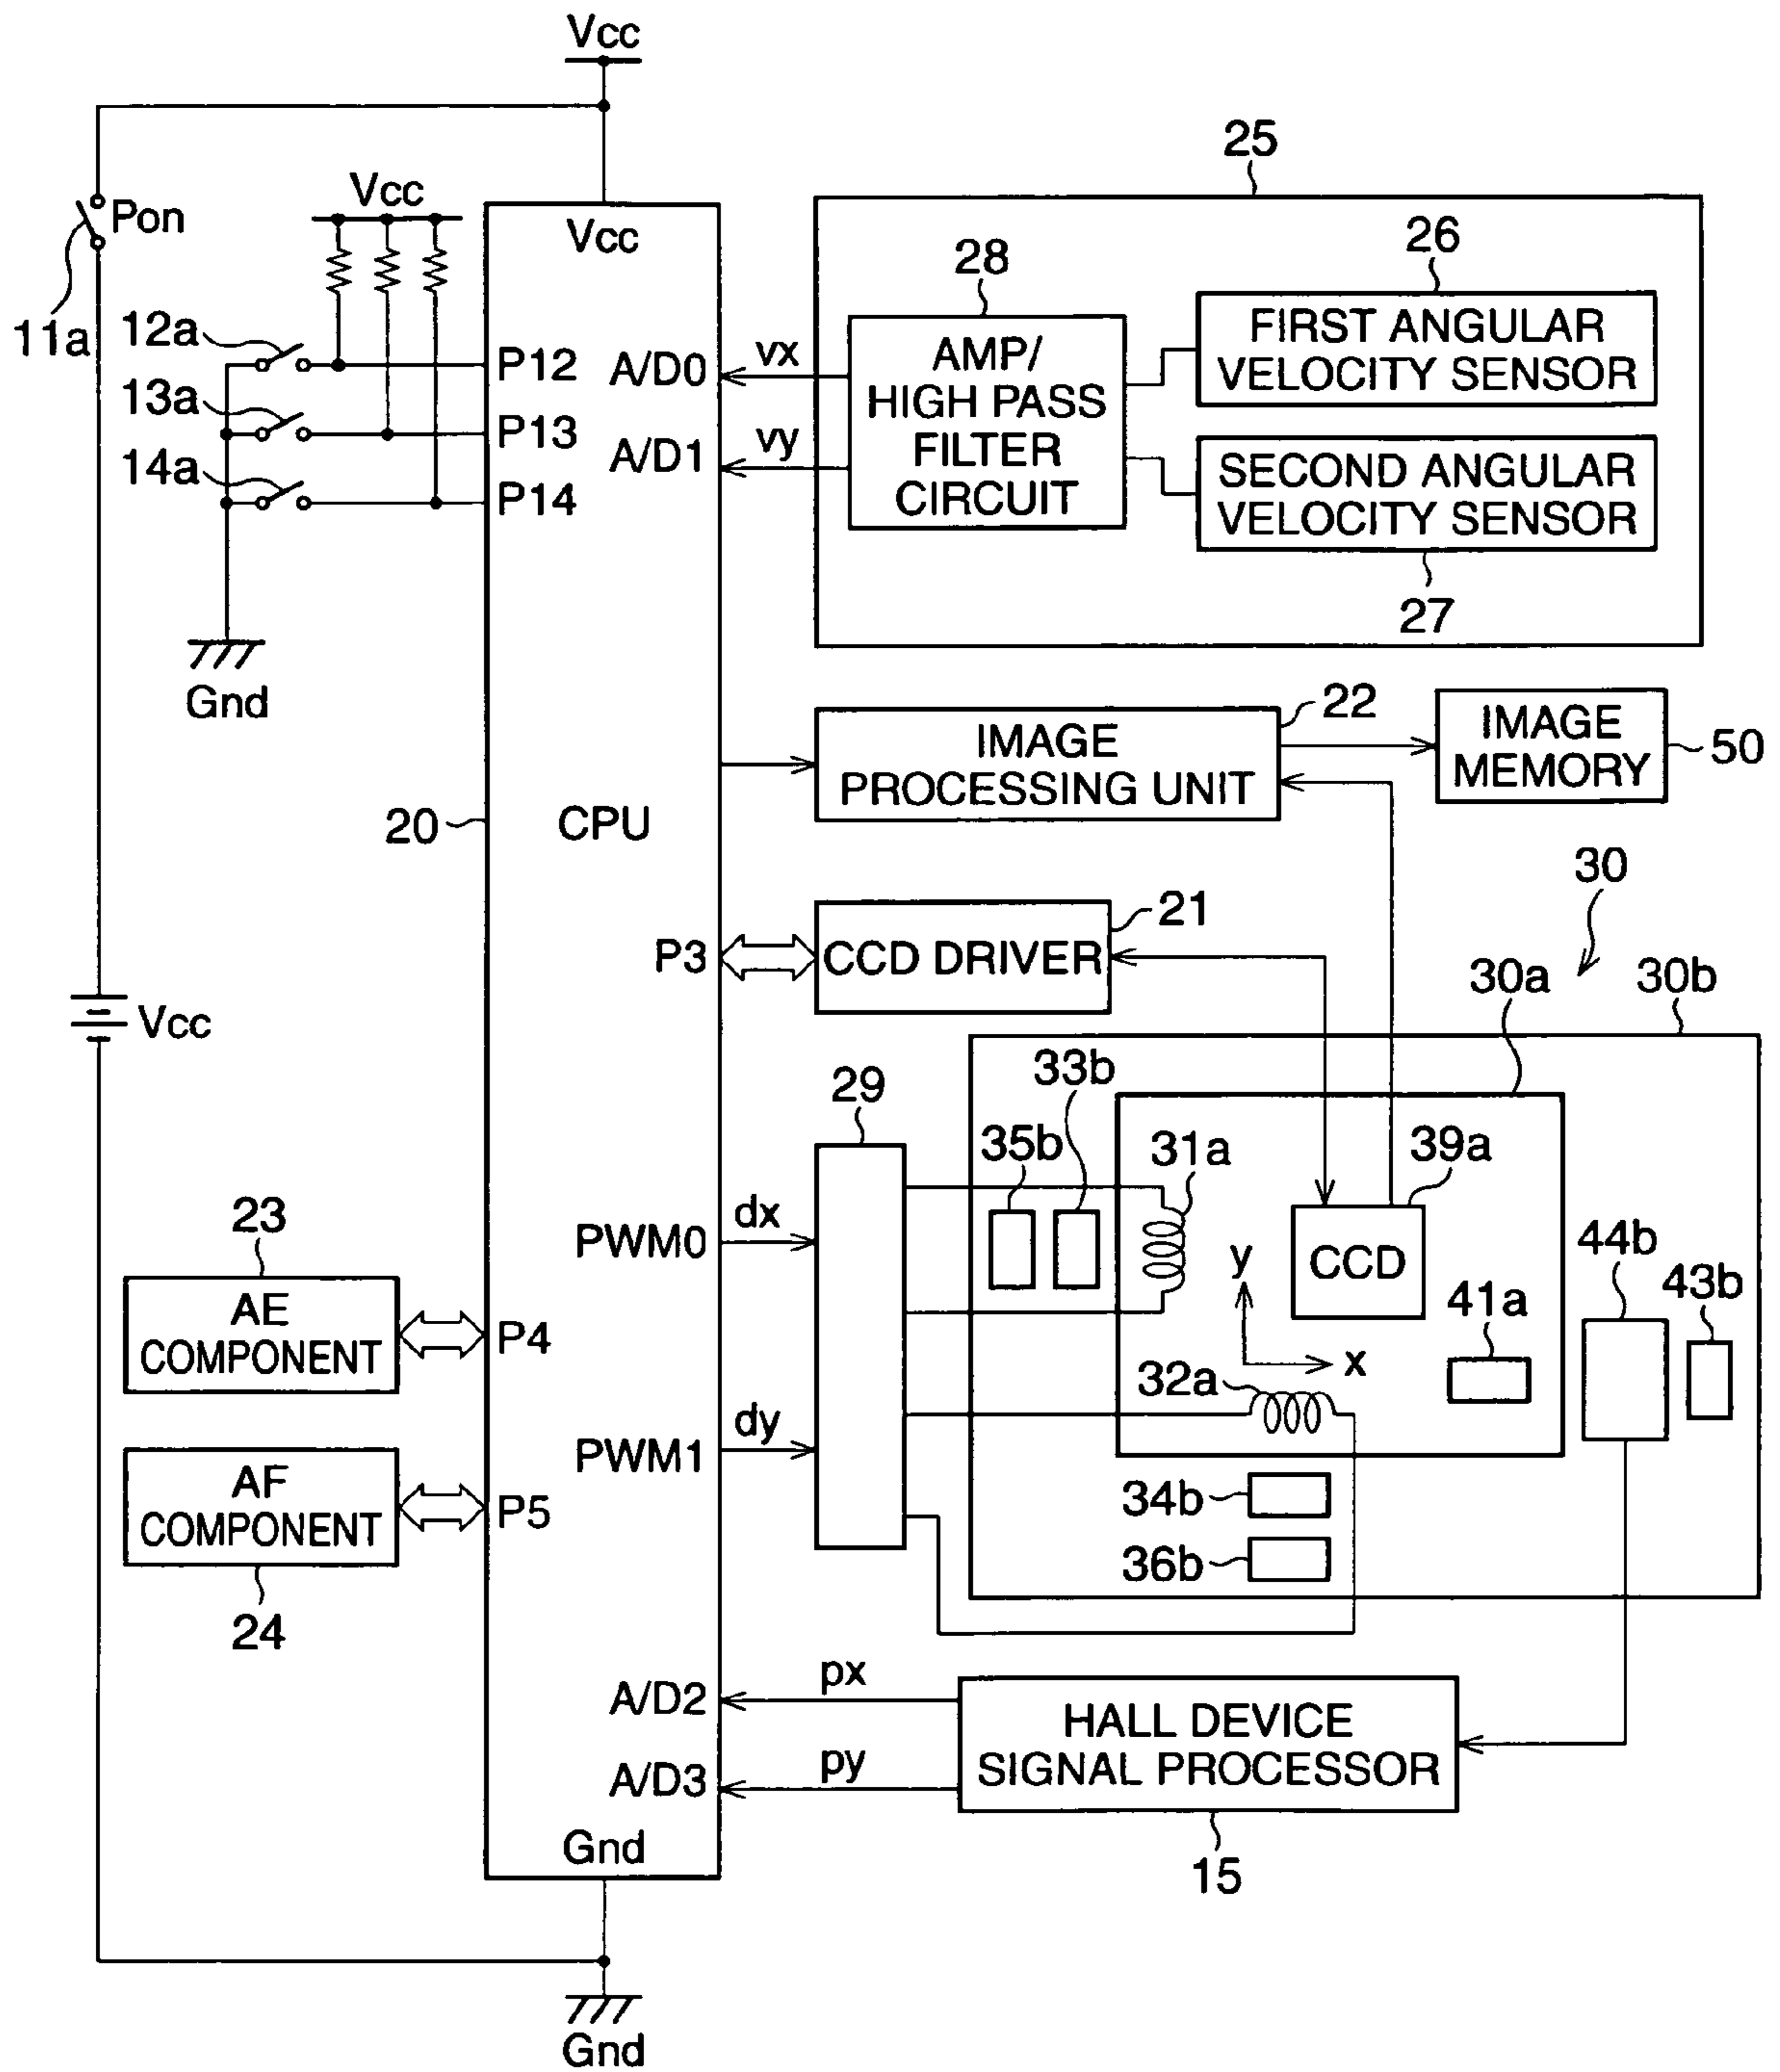 Vcc
25
Pon
Vcc
Vcc
28
26
11a
12a
P12
A/D0
vx
AMP/
HIGH PASS
FILTER
CIRCUIT
FIRST ANGULAR
VELOCITY SENSOR
13a
P13
A/D1
vy
14a
P14
SECOND ANGULAR
VELOCITY SENSOR
27
Gnd
22
IMAGE
PROCESSING UNIT
IMAGE
MEMORY
50
20
CPU
30
21
P3
CCD DRIVER
30a
30b
Vcc
29
33b
35b
31a
39a
23
PWM0
dx
y
CCD
44b
43b
AE
COMPONENT
P4
x
41a
32a
dy
PWM1
AF
COMPONENT
P5
34b
36b
24
A/D2
px
HALL DEVICE
SIGNAL PROCESSOR
A/D3
py
15
Gnd
Gnd